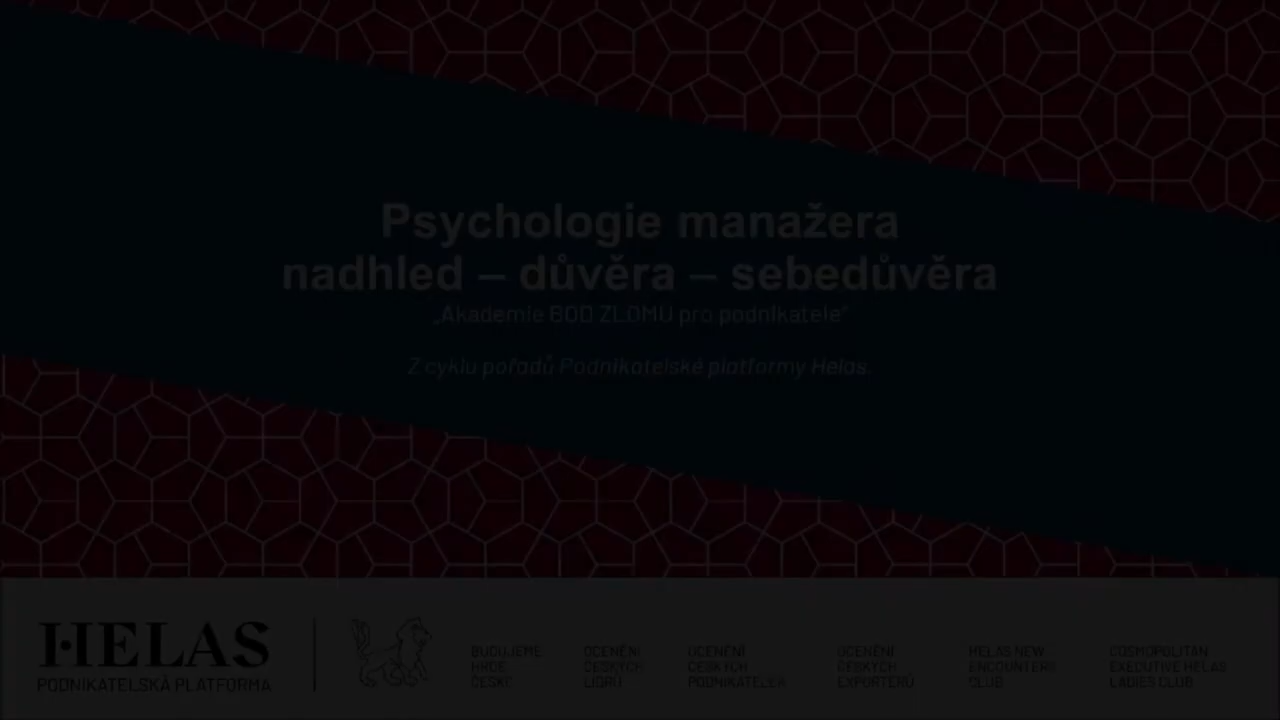 Psychologie manažera
nadhled – důvěra – sebedůvěra
„Akademie BOD ZLOMU pro podnikatele"
Z cyklu pořadů Podnikatelské platformy Helas.
HELAS
PODNIKATELSKÁ PLATFORMA
BUDUJEME
HRDÉ
ČESKO
OCENĚNÍ
ČESKÝCH
LÍDRŮ
OCENĚNÍ
ČESKÝCH
PODNIKATELEK
OCENĚNÍ
ČESKÝCH
EXPORTÉRŮ
HELAS NEW
ENCOUNTERS
CLUB
COSMOPOLITAN
EXECUTIVE HELAS
LADIES CLUB